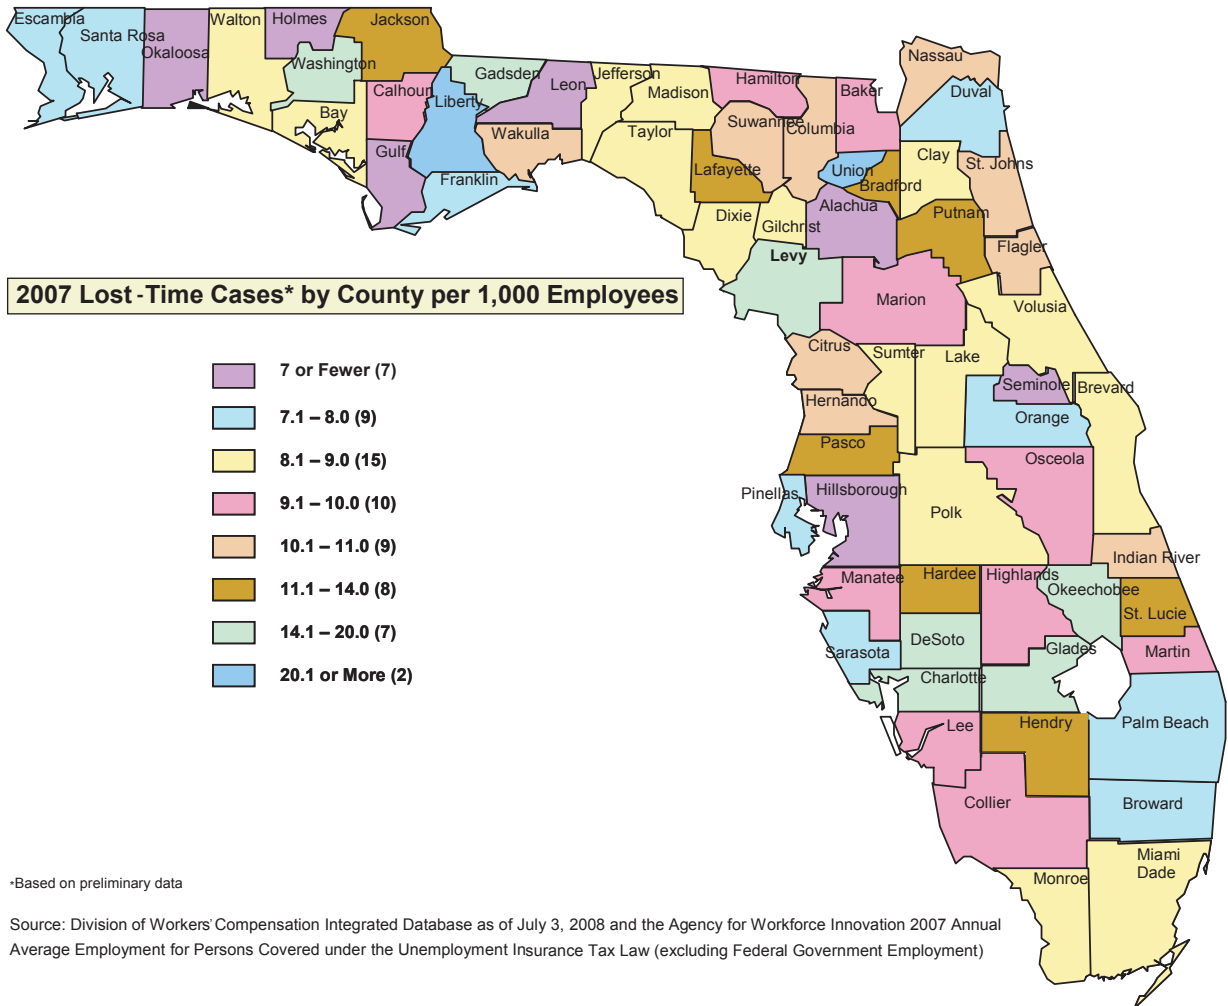 Escambia
Santa Rosa
Okaloosa
Walton
Holmes
Jackson
Washington
Bay
Calhoun
Gulf
Liberty
Gadsden
Franklin
Leon
Wakulla
Jefferson
Madison
Taylor
Hamilton
Suwannee
Lafayette
Columbia
Baker
Nassau
Duval
Union
Bradford
Clay
St. Johns
Dixie
Gilchrist
Alachua
Putnam
Flagler
Levy
Marion
Volusia
2007 Lost-Time Cases* by County per 1,000 Employees
Citrus
Sumter
Lake
Seminole
Brevard
Hernando
Orange
Pasco
Osceola
Pinellas
Hillsborough
Polk
Indian River
Manatee
Hardee
Highlands
Okeechobee
St. Lucie
Sarasota
DeSoto
Glades
Martin
Charlotte
Lee
Hendry
Palm Beach
Collier
Broward
Monroe
Miami
Dade
7 or Fewer (7)
7.1 – 8.0 (9)
8.1 – 9.0 (15)
9.1 – 10.0 (10)
10.1 – 11.0 (9)
11.1 – 14.0 (8)
14.1 – 20.0 (7)
20.1 or More (2)
*Based on preliminary data
Source: Division of Workers' Compensation Integrated Database as of July 3, 2008 and the Agency for Workforce Innovation 2007 Annual
Average Employment for Persons Covered under the Unemployment Insurance Tax Law (excluding Federal Government Employment)